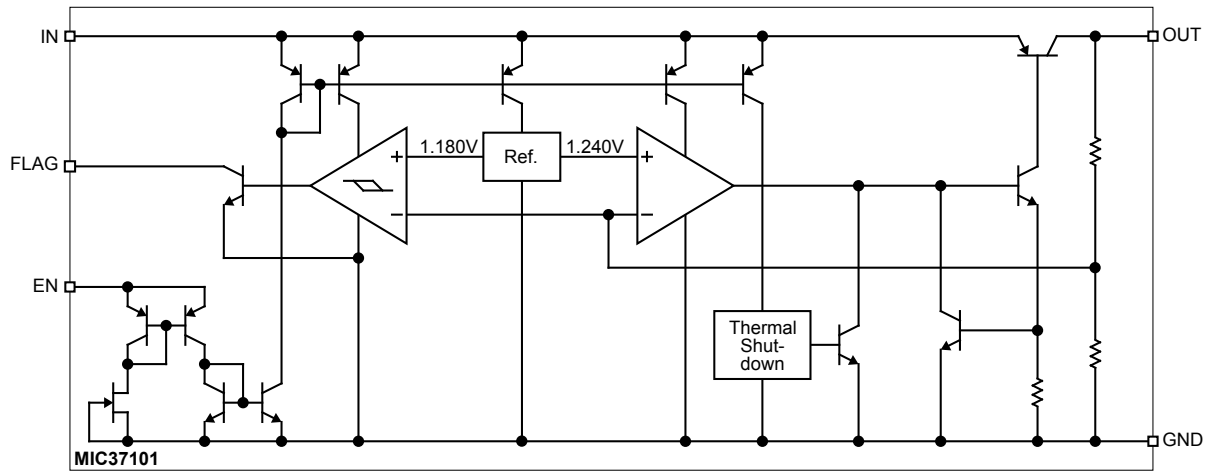 IN
OUT
FLAG
+
1.180V
Ref.
1.240V
+
−
−
EN
Thermal
Shut-
down
GND
MIC37101